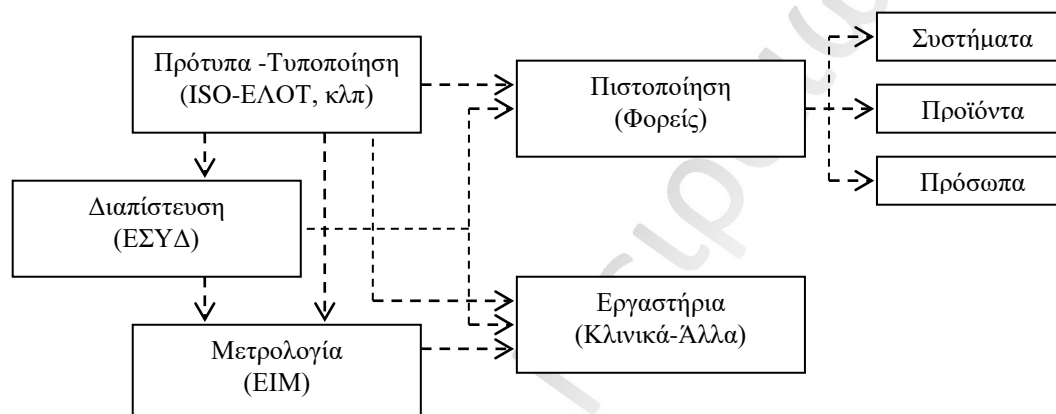 Πρότυπα -Τυποποίηση
(ISO-ΕΛΟΤ, κλπ)
Διαπίστευση
(ΕΣΥΔ)
Μετρολογία
(ΕΙΜ)
Πιστοποίηση
(Φορείς)
Εργαστήρια
(Κλινικά-Άλλα)
Συστήματα
Προϊόντα
Πρόσωπα